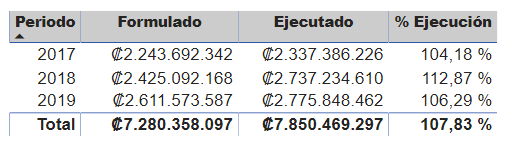 Periodo Formulado Ejecutado % Ejecución
2017 ₡2.243.692.342 ₡2.337.386.226 104,18 %
2018 ₡2.425.092.168 ₡2.737.234.610 112,87 %
2019 ₡2.611.573.587 ₡2.775.848.462 106,29 %
Total ₡7.280.358.097 ₡7.850.469.297 107,83 %